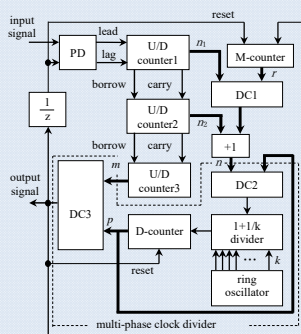 input
signal
lead
lag
PD
U/D
counter1
n1
reset
M-counter
r
borrow
carry
DC1
1
z
U/D
counter2
n2
+1
borrow
carry
m
n
U/D
counter3
DC2
output
signal
DC3
p
D-counter
1+1/k
divider
reset
...
k
ring
oscillator
multi-phase clock divider